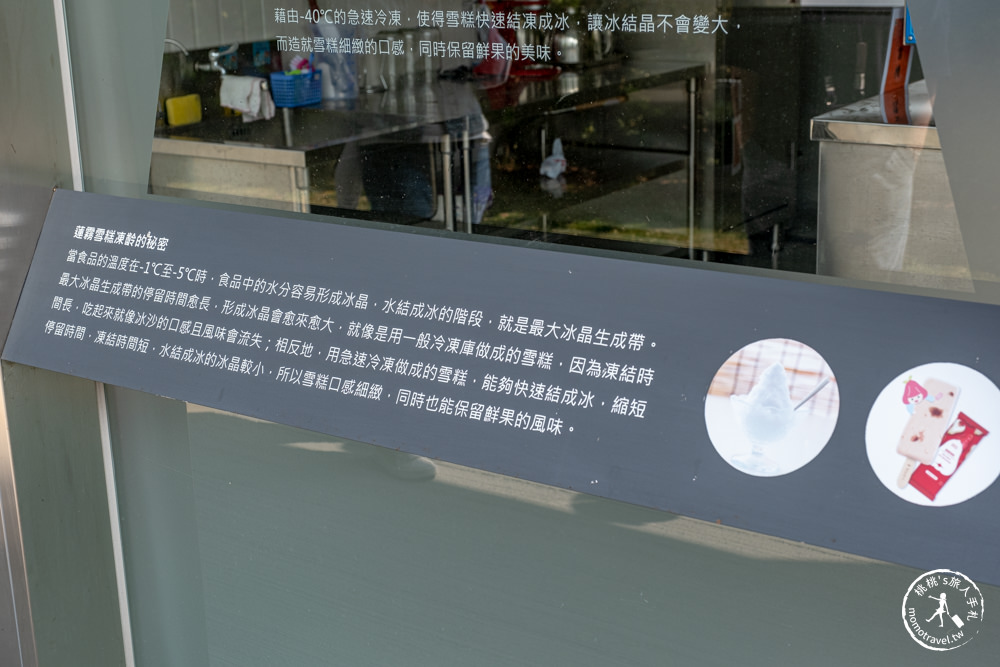 藉由-40℃的急速冷凍，使得雪糕快速結凍成冰，讓冰結晶不會變大，
而造就雪糕細緻的口感，同時保留鮮果的美味。
蓮霧雪糕凍齡的秘密
當食品的溫度在-1℃至-5℃時，食品中的水分容易形成冰晶，水結成冰的階段，就是最大冰晶生成帶。
最大冰晶生成帶的停留時間愈長，形成冰晶會愈來愈大，就像是用一般冷凍庫做成的雪糕，因為凍結時
間長，吃起來就像冰沙的口感且風味會流失；相反地，用急速冷凍做成的雪糕，能夠快速結成冰，縮短
停留時間，凍結時間短，水結成冰的冰晶較小，所以雪糕口感細緻，同時也能保留鮮果的風味。
桃桃's旅人手札
momotravel.tw